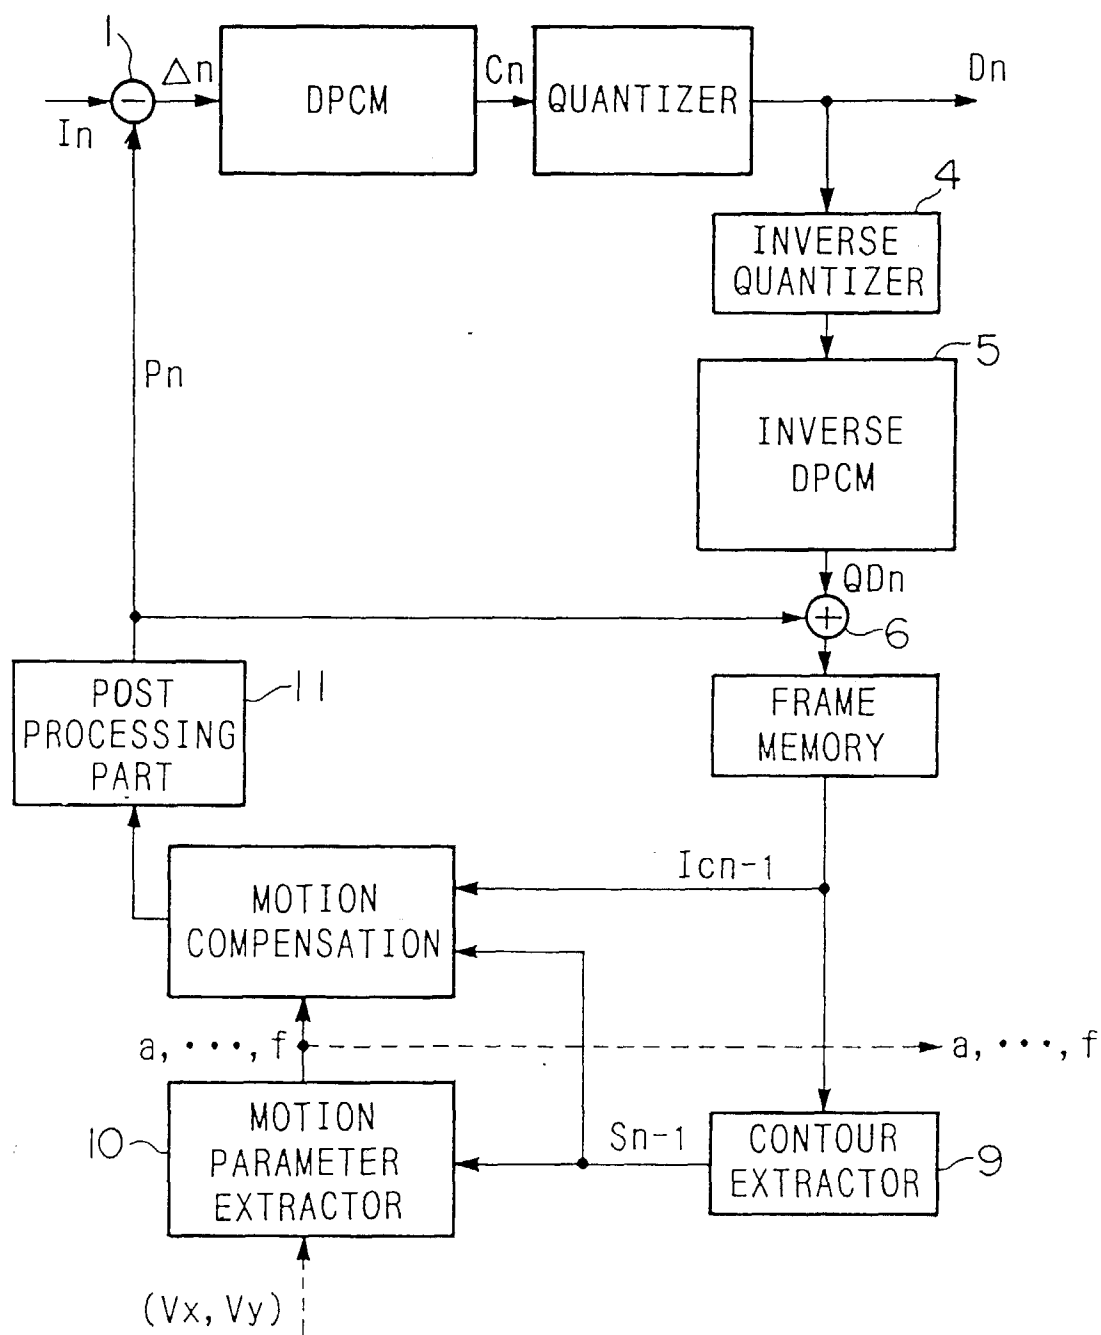 1
Δn
Cn
Dn
In
−
DPCM
QUANTIZER
4
INVERSE
QUANTIZER
5
Pn
INVERSE
DPCM
QDn
+
6
POST
PROCESSING
PART
11
FRAME
MEMORY
Icn-1
MOTION
COMPENSATION
a, ···, f
a, ···, f
10
MOTION
PARAMETER
EXTRACTOR
Sn-1
CONTOUR
EXTRACTOR
9
(Vx, Vy)